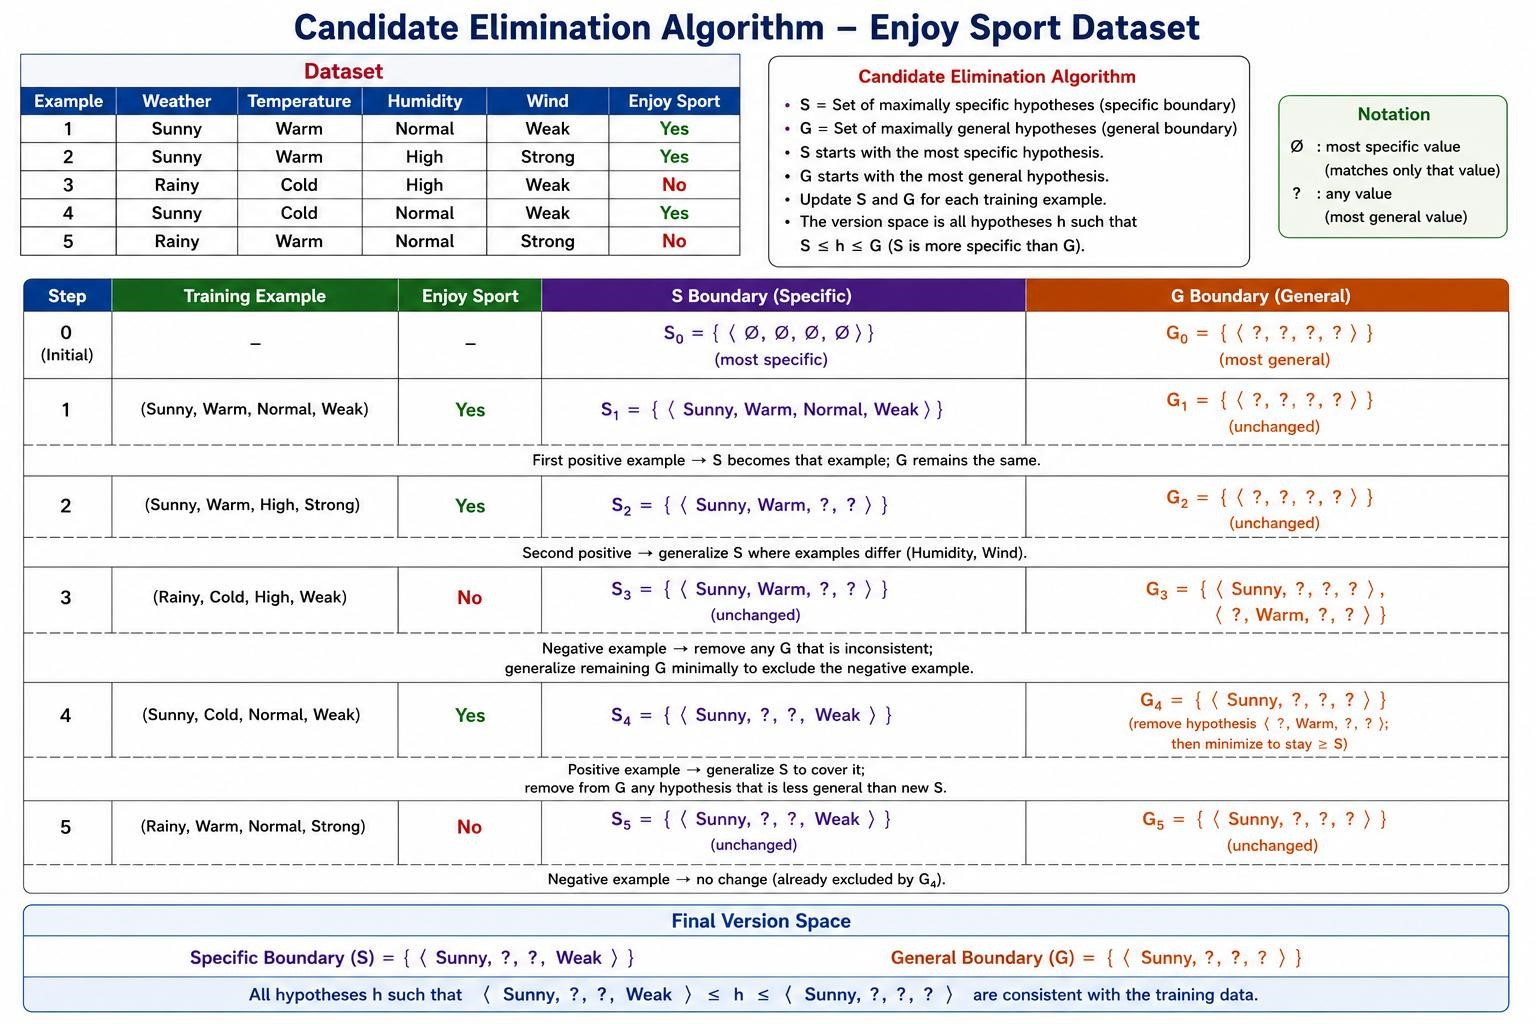 Candidate Elimination Algorithm – Enjoy Sport Dataset
Dataset
Example Weather Temperature Humidity Wind Enjoy Sport
1 Sunny Warm Normal Weak Yes
2 Sunny Warm High Strong Yes
3 Rainy Cold High Weak No
4 Sunny Cold Normal Weak Yes
5 Rainy Warm Normal Strong No
Candidate Elimination Algorithm
• S = Set of maximally specific hypotheses (specific boundary)
• G = Set of maximally general hypotheses (general boundary)
• S starts with the most specific hypothesis.
• G starts with the most general hypothesis.
• Update S and G for each training example.
• The version space is all hypotheses h such that
S ≤ h ≤ G (S is more specific than G).
Notation
Ø : most specific value
(matches only that value)
? : any value
(most general value)
Step Training Example Enjoy Sport S Boundary (Specific) G Boundary (General)
0 – – S₀ = { ⟨ Ø, Ø, Ø, Ø ⟩ } G₀ = { ⟨ ?, ?, ?, ? ⟩ }
(Initial) (most specific) (most general)
1 (Sunny, Warm, Normal, Weak) Yes S₁ = { ⟨ Sunny, Warm, Normal, Weak ⟩ } G₁ = { ⟨ ?, ?, ?, ? ⟩ }
(unchanged)
First positive example → S becomes that example; G remains the same.
2 (Sunny, Warm, High, Strong) Yes S₂ = { ⟨ Sunny, Warm, ?, ? ⟩ } G₂ = { ⟨ ?, ?, ?, ? ⟩ }
(unchanged)
Second positive → generalize S where examples differ (Humidity, Wind).
3 (Rainy, Cold, High, Weak) No S₃ = { ⟨ Sunny, Warm, ?, ? ⟩ } G₃ = { ⟨ Sunny, ?, ?, ? ⟩,
(unchanged) ⟨ ?, Warm, ?, ? ⟩ }
Negative example → remove any G that is inconsistent;
generalize remaining G minimally to exclude the negative example.
4 (Sunny, Cold, Normal, Weak) Yes S₄ = { ⟨ Sunny, ?, ?, Weak ⟩ } G₄ = { ⟨ Sunny, ?, ?, ? ⟩ }
(remove hypothesis ⟨ ?, Warm, ?, ? ⟩;
then minimize to stay ≥ S)
Positive example → generalize S to cover it;
remove from G any hypothesis that is less general than new S.
5 (Rainy, Warm, Normal, Strong) No S₅ = { ⟨ Sunny, ?, ?, Weak ⟩ } G₅ = { ⟨ Sunny, ?, ?, ? ⟩ }
(unchanged) (unchanged)
Negative example → no change (already excluded by G₄).
Final Version Space
Specific Boundary (S) = { ⟨ Sunny, ?, ?, Weak ⟩ } General Boundary (G) = { ⟨ Sunny, ?, ?, ? ⟩ }
All hypotheses h such that ⟨ Sunny, ?, ?, Weak ⟩ ≤ h ≤ ⟨ Sunny, ?, ?, ? ⟩ are consistent with the training data.